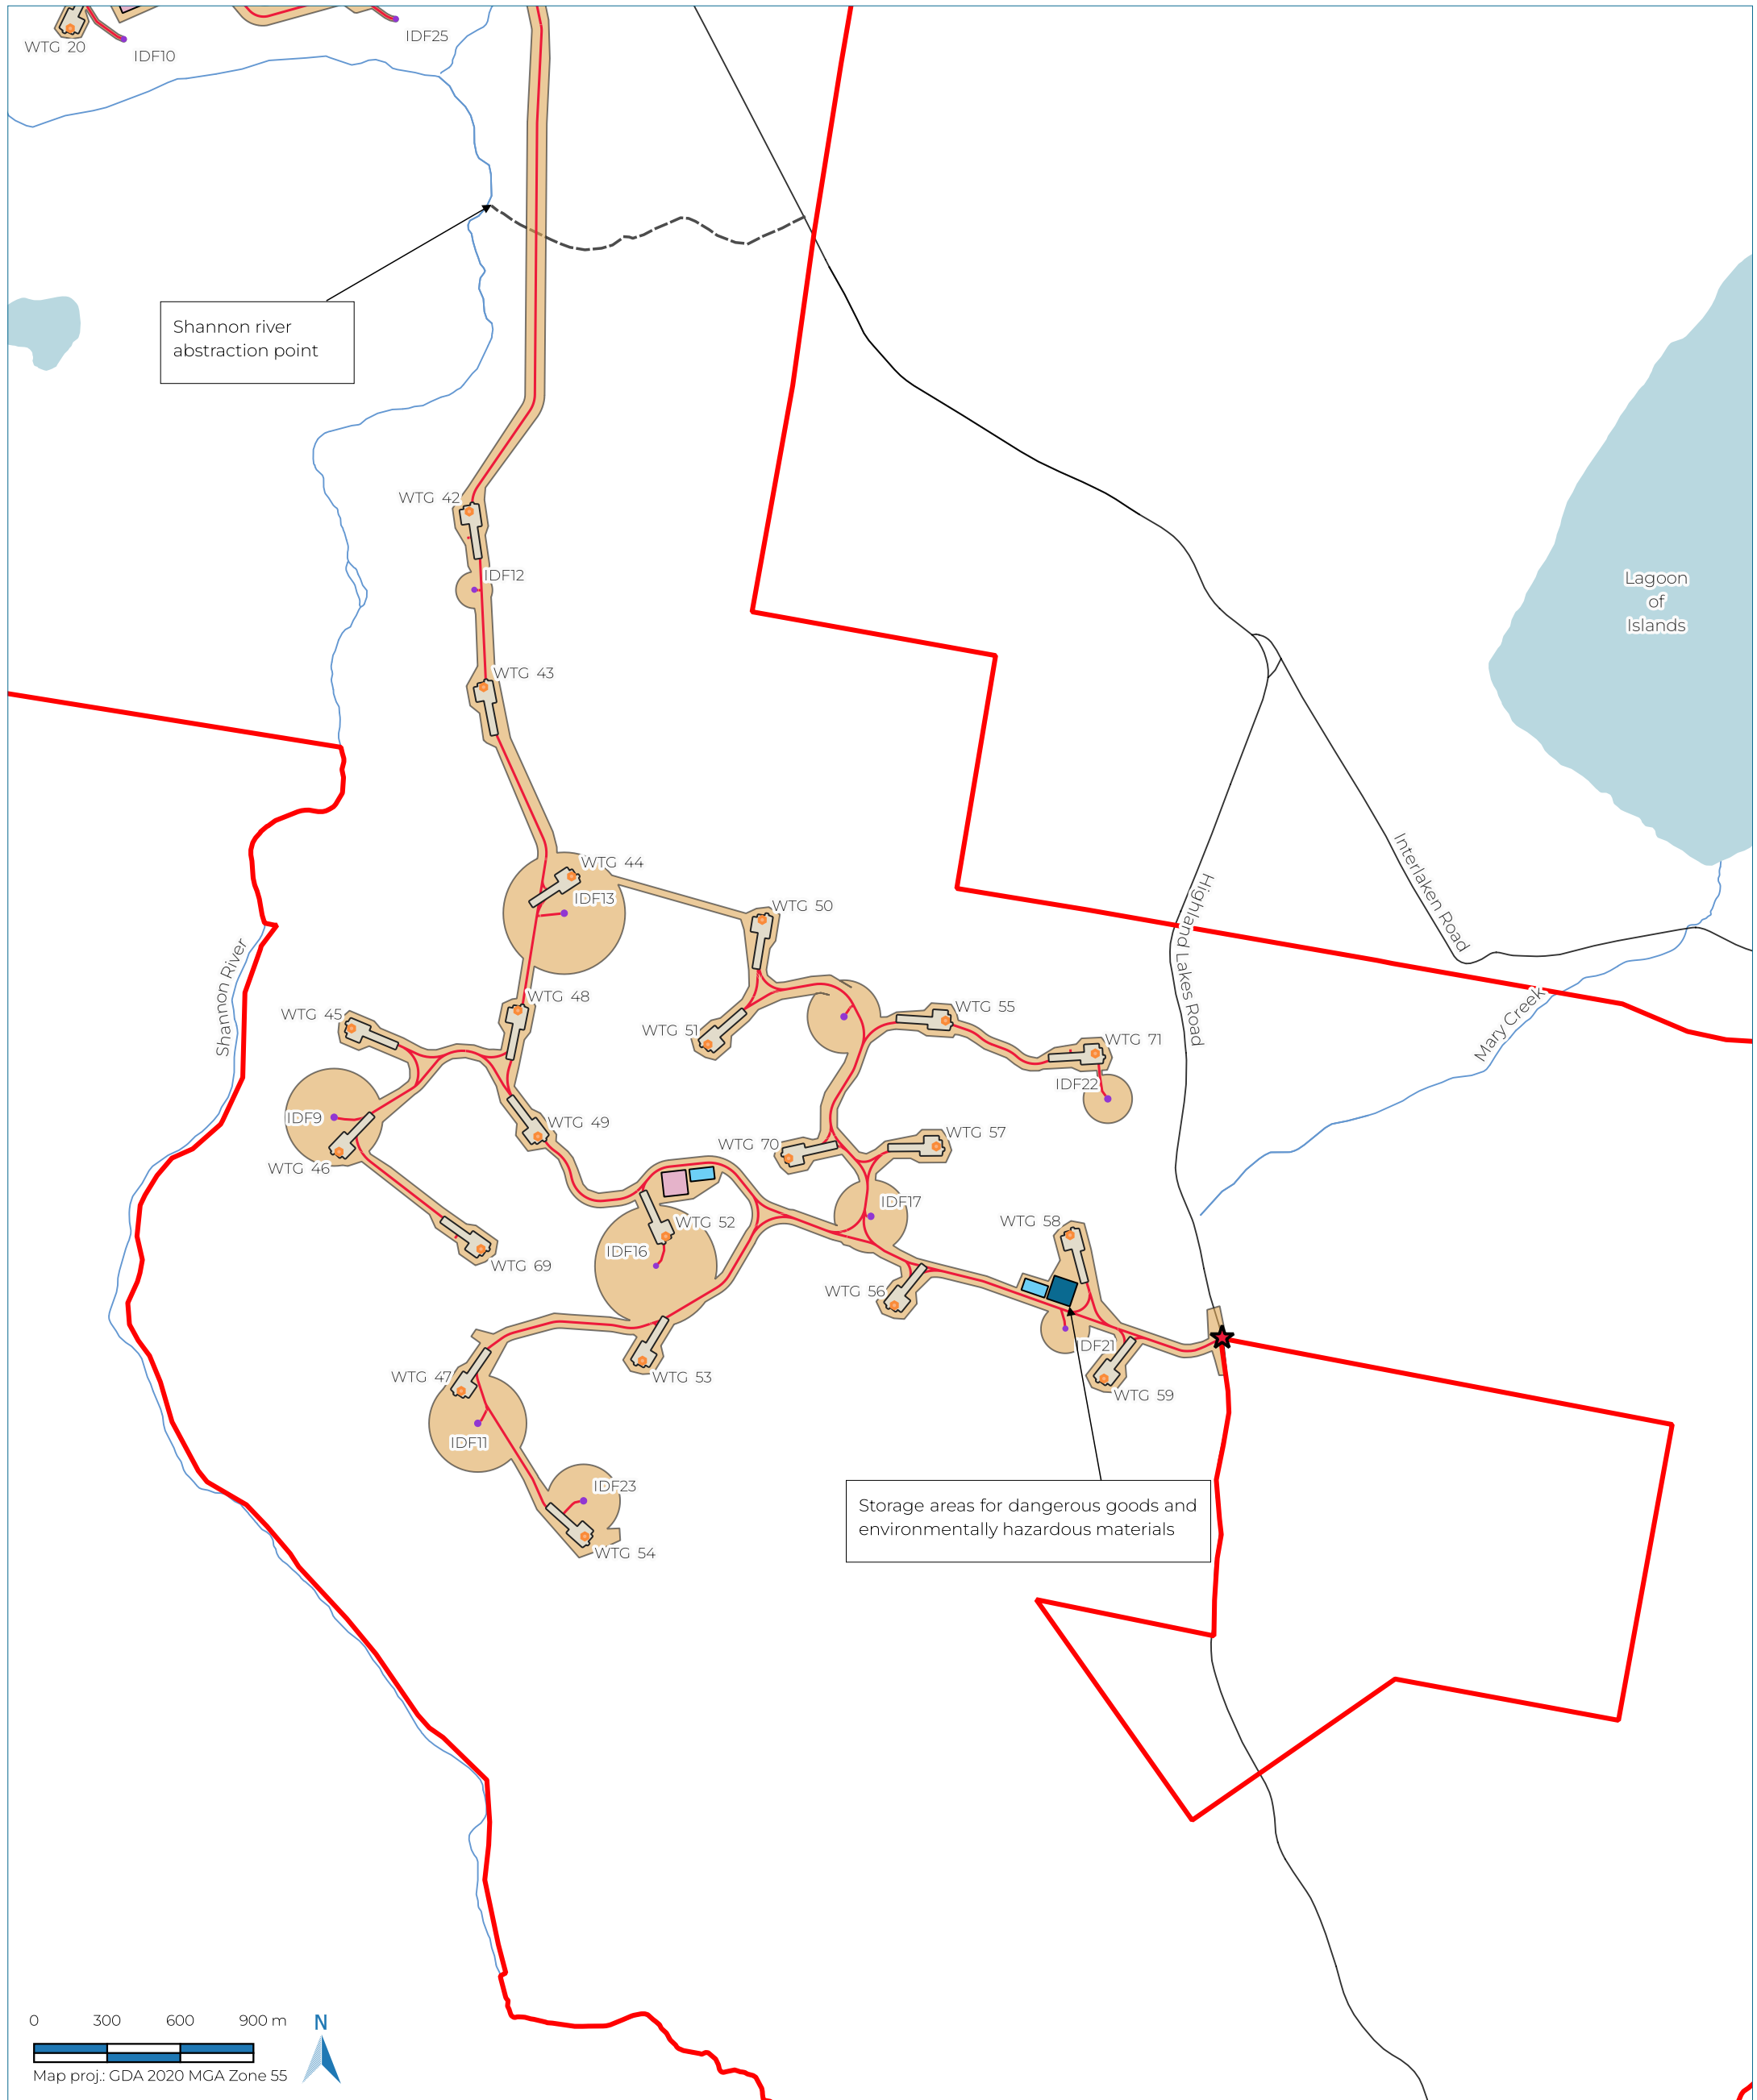 WTG 20
IDF10
IDF25
Shannon river
abstraction point
WTG 42
IDF12
Lagoon
of
Islands
WTG 43
WTG 44
IDF13
WTG 50
Highland Lakes Road
Interlaken Road
Shannon River
WTG 48
WTG 45
WTG 51
WTG 55
WTG 71
Mary Creek
IDF22
IDF9
WTG 49
WTG 70
WTG 57
WTG 46
IDF17
WTG 52
WTG 58
IDF16
WTG 69
WTG 56
IDF21
WTG 47
WTG 53
WTG 59
IDF11
IDF23
Storage areas for dangerous goods and
environmentally hazardous materials
WTG 54
0 300 600 900 m
N
Map proj.: GDA 2020 MGA Zone 55